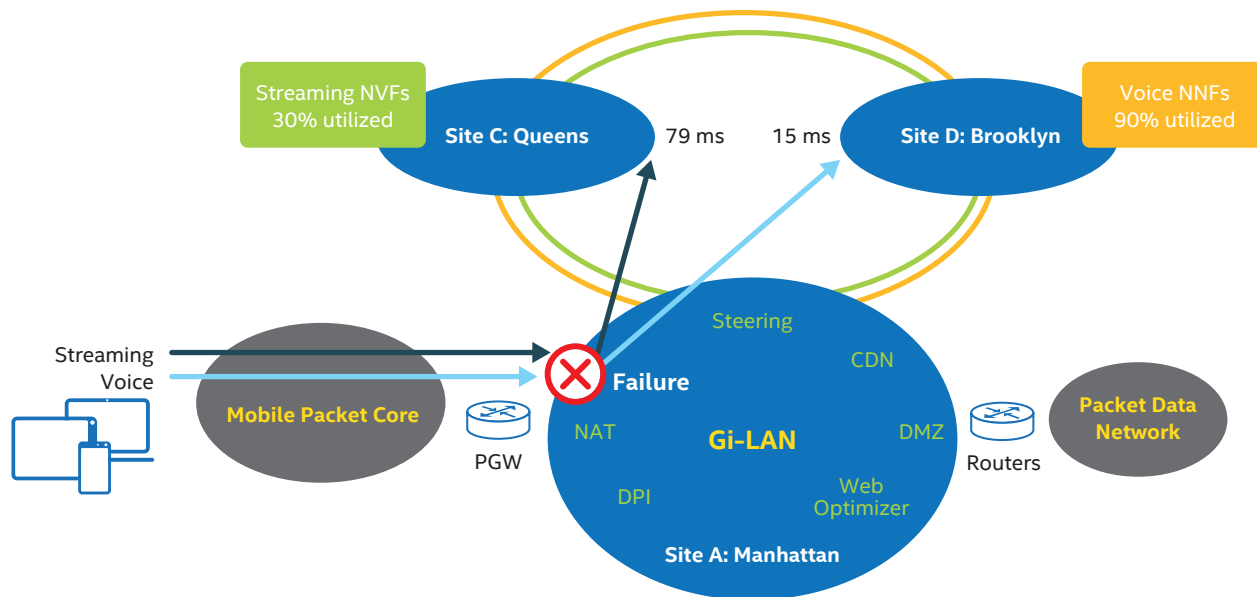 Streaming NVFs
30% utilized
Site C: Queens
79 ms
15 ms
Site D: Brooklyn
Voice NNFs
90% utilized
Steering
CDN
Streaming
Voice
Failure
Mobile Packet Core
PGW
NAT
Gi-LAN
DMZ
Routers
Packet Data
Network
DPI
Web
Optimizer
Site A: Manhattan